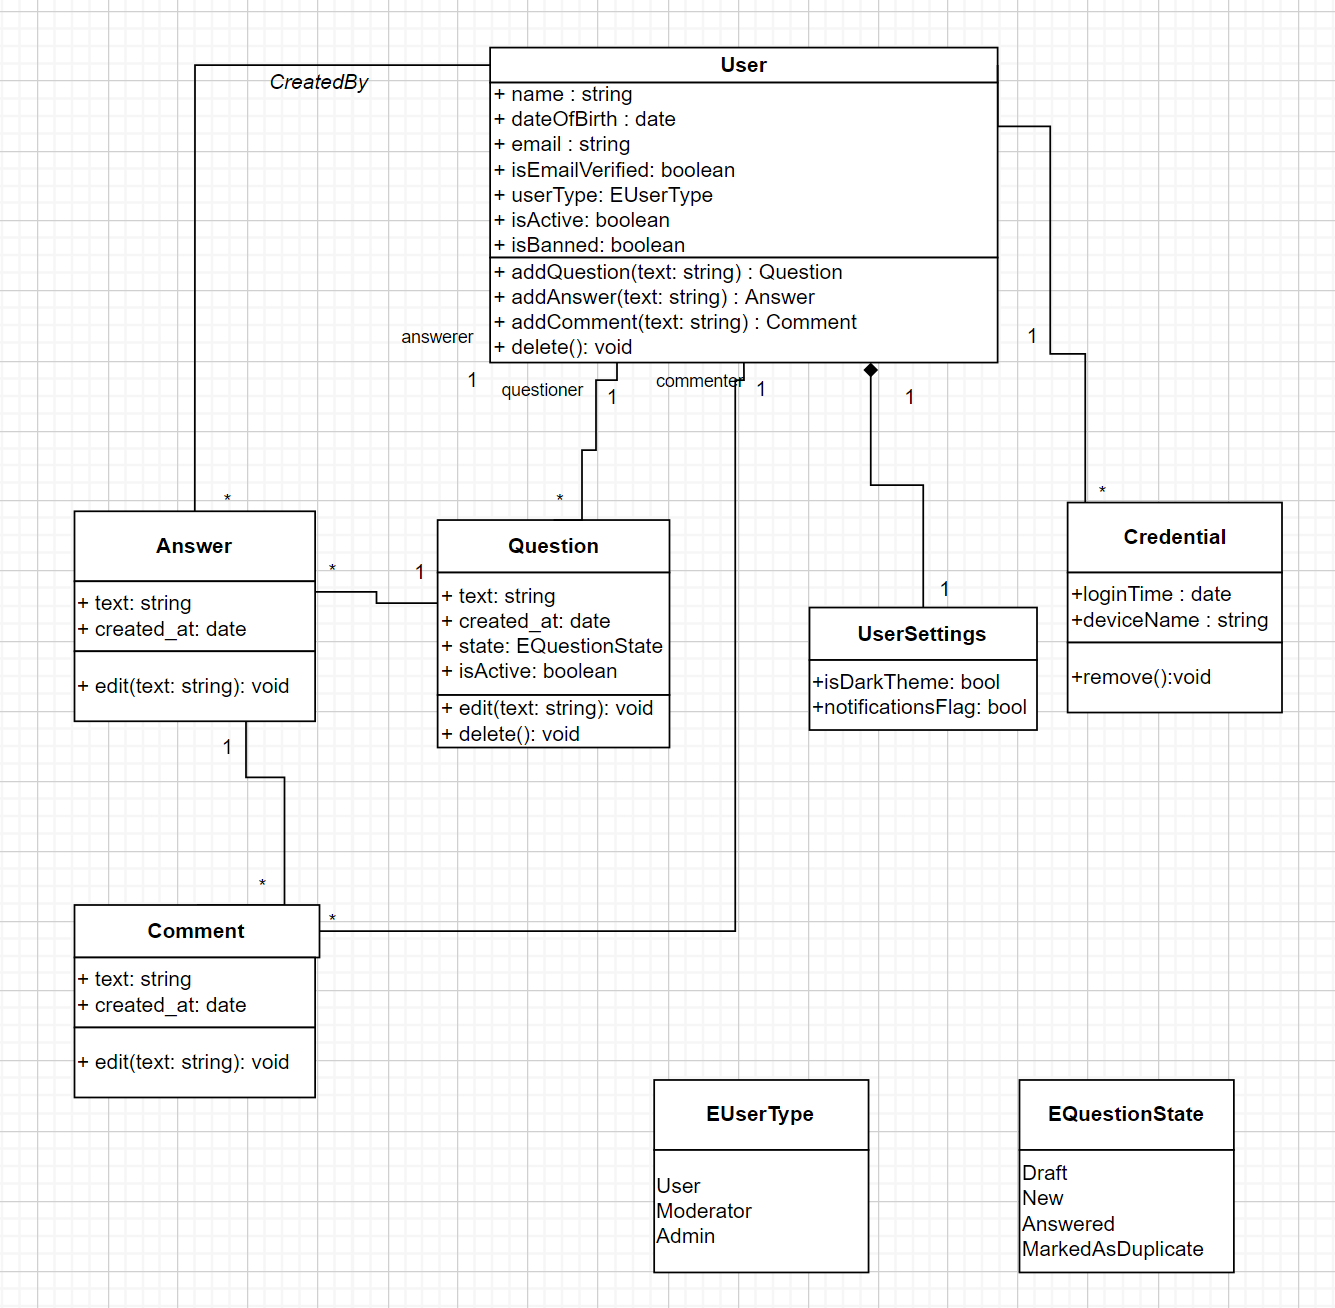 User
CreatedBy
+ name : string
+ dateOfBirth : date
+ email : string
+ isEmailVerified: boolean
+ userType: EUserType
+ isActive: boolean
+ isBanned: boolean
+ addQuestion(text: string) : Question
+ addAnswer(text: string) : Answer
+ addComment(text: string) : Comment
+ delete(): void
answerer
1
questioner
1
commenter
1
1
1
*
*
*
Answer
+ text: string
+ created_at: date
+ edit(text: string): void
*
1
Question
+ text: string
+ created_at: date
+ state: EQuestionState
+ isActive: boolean
+ edit(text: string): void
+ delete(): void
1
UserSettings
+isDarkTheme: bool
+notificationsFlag: bool
Credential
+loginTime : date
+deviceName : string
+remove():void
1
*
*
Comment
+ text: string
+ created_at: date
+ edit(text: string): void
EUserType
User
Moderator
Admin
EQuestionState
Draft
New
Answered
MarkedAsDuplicate